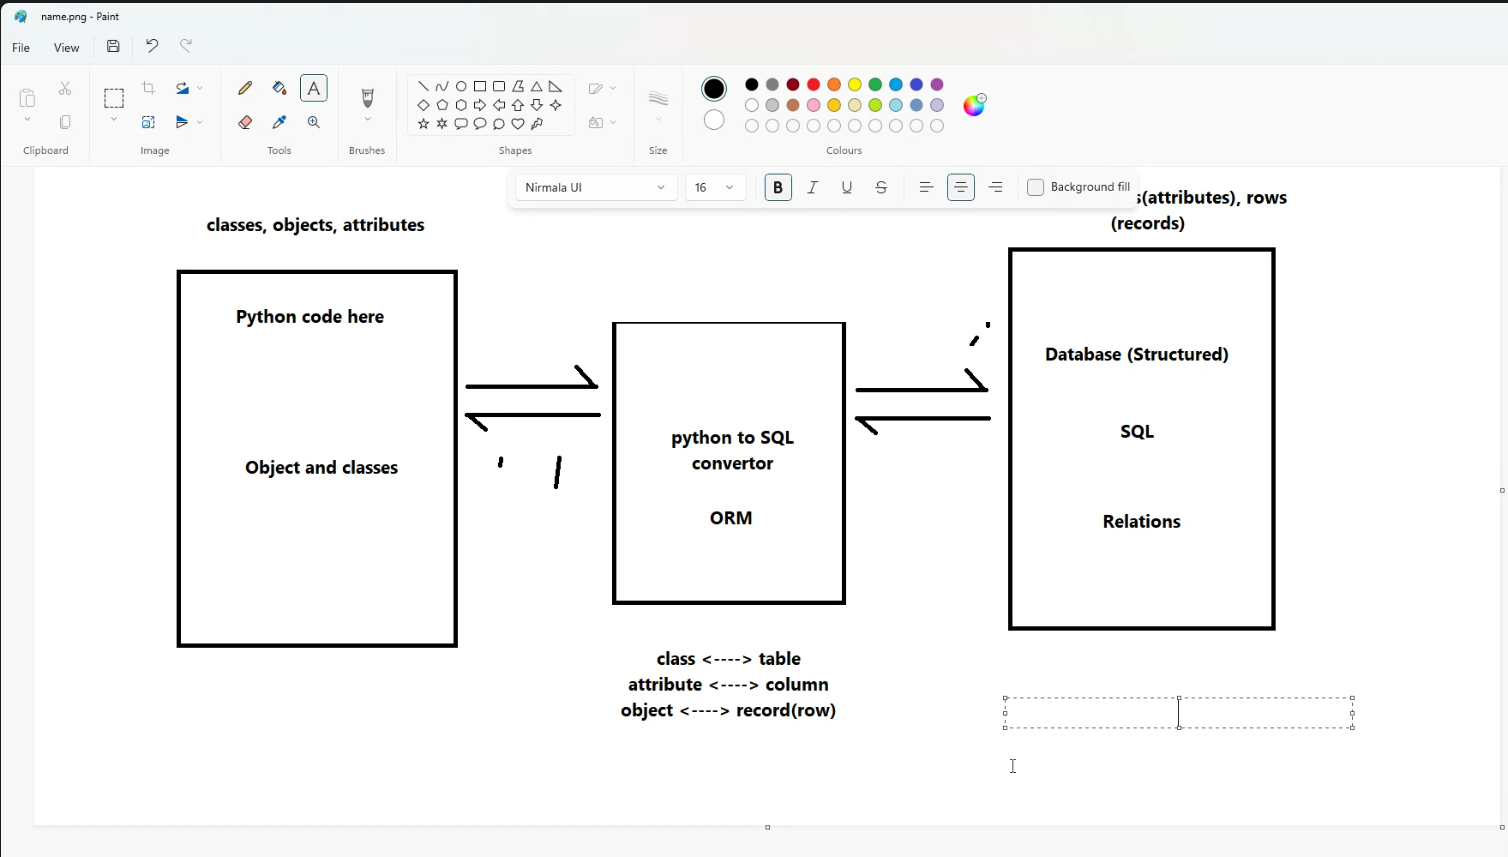 name.png - Paint
File View
Clipboard
Image
Tools
Brushes
Shapes
Size
Colours
A
Nirmala UI
16
B I U S
Background fill
classes, objects, attributes
s(attributes), rows
(records)
Python code here
Object and classes
python to SQL
convertor
ORM
Database (Structured)
SQL
Relations
class <----> table
attribute <----> column
object <----> record(row)